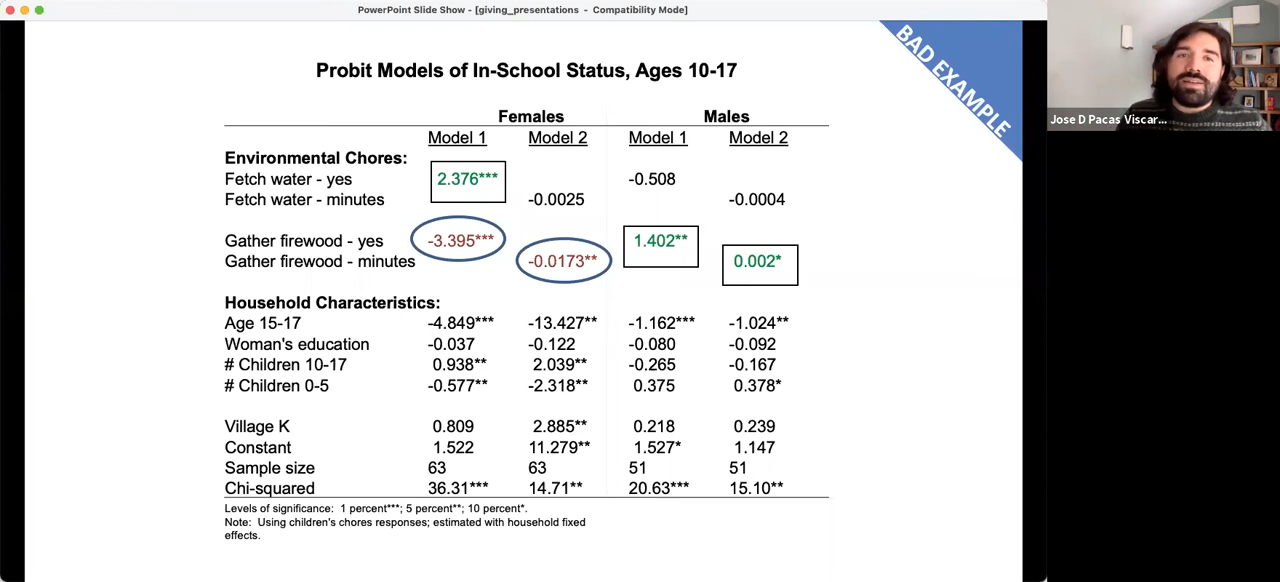 PowerPoint Slide Show - [giving_presentations - Compatibility Mode]
BAD EXAMPLE
Jose D Pacas Viscar...
Probit Models of In-School Status, Ages 10-17
Females Males
Model 1 Model 2 Model 1 Model 2
Environmental Chores:
Fetch water - yes 2.376*** -0.508
Fetch water - minutes -0.0025 -0.0004
Gather firewood - yes -3.395*** 1.402**
Gather firewood - minutes -0.0173** 0.002*
Household Characteristics:
Age 15-17 -4.849*** -13.427** -1.162*** -1.024**
Woman's education -0.037 -0.122 -0.080 -0.092
# Children 10-17 0.938** 2.039** -0.265 -0.167
# Children 0-5 -0.577** -2.318** 0.375 0.378*
Village K 0.809 2.885** 0.218 0.239
Constant 1.522 11.279** 1.527* 1.147
Sample size 63 63 51 51
Chi-squared 36.31*** 14.71** 20.63*** 15.10**
Levels of significance: 1 percent***; 5 percent**; 10 percent*.
Note: Using children's chores responses; estimated with household fixed
effects.